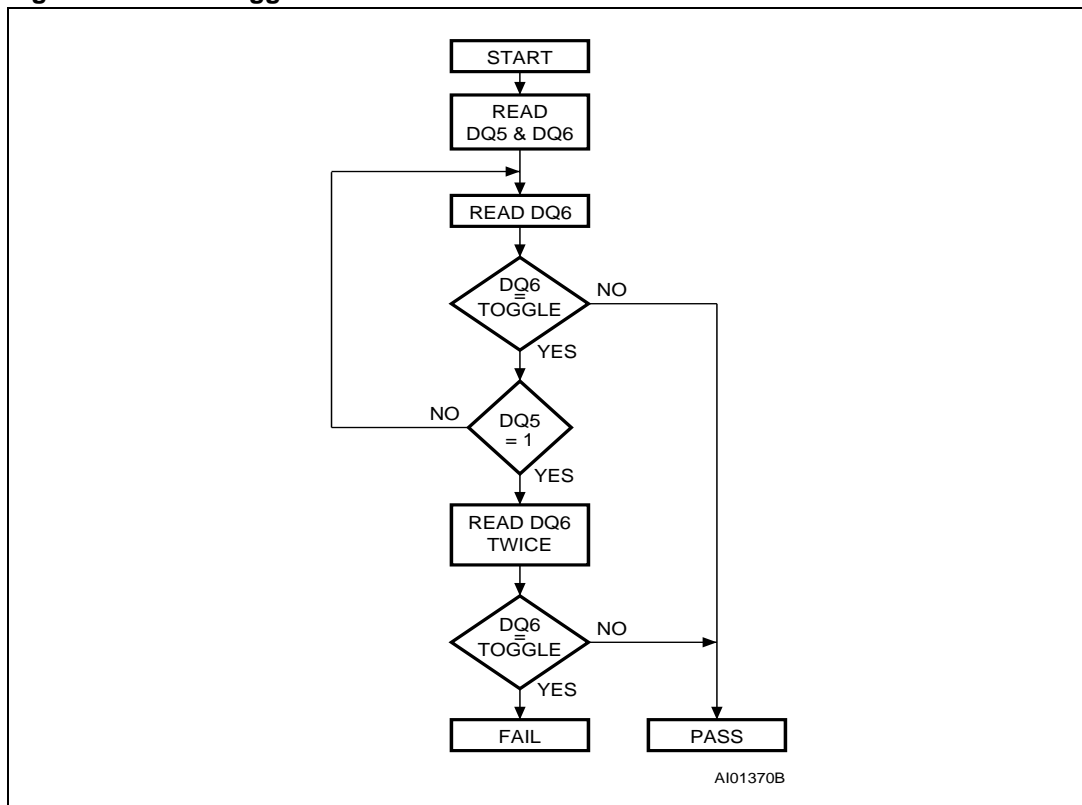 START
READ
DQ5 & DQ6
READ DQ6
DQ6
=
TOGGLE
NO
YES
NO
DQ5
= 1
YES
READ DQ6
TWICE
DQ6
=
TOGGLE
NO
YES
FAIL
PASS
AI01370B